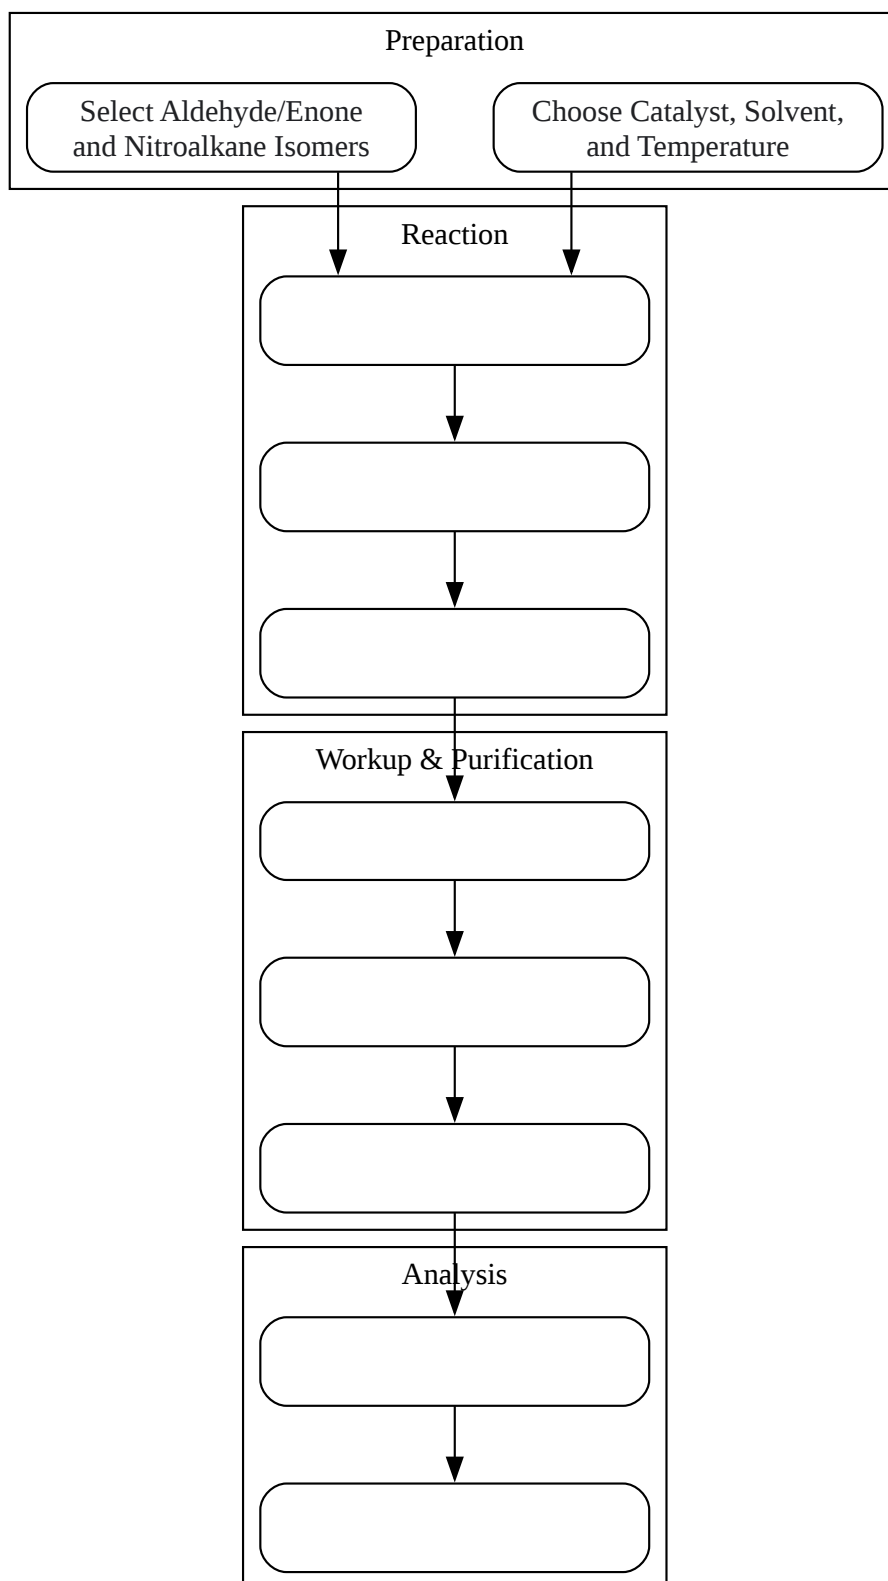 Preparation
Select Aldehyde/Enone
and Nitroalkane Isomers
Choose Catalyst, Solvent,
and Temperature
Reaction
Workup & Purification
Analysis